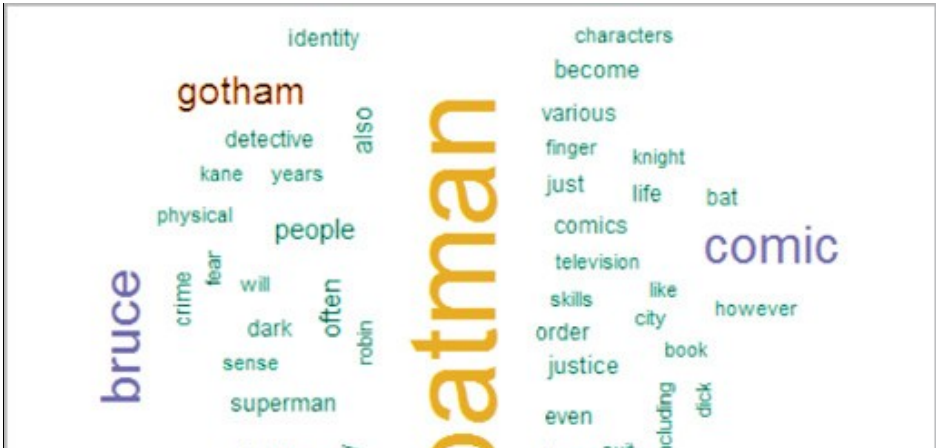 identity
characters
become
gotham
various
also
detective
finger
knight
kane
years
just
life
bat
physical
people
comics
comic
batman
television
fear
will
crime
often
skills
like
however
bruce
dark
robin
order
city
sense
book
justice
superman
dick
even